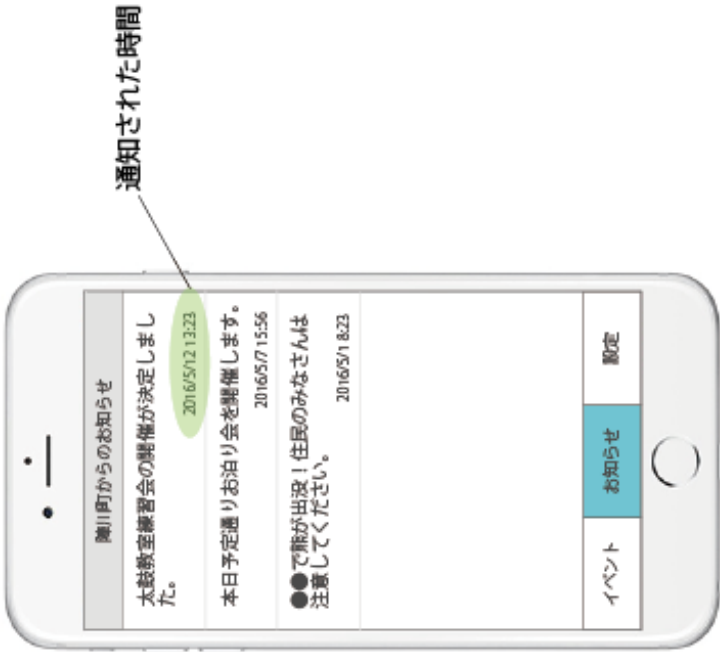 通知された時間
陣川町からのお知らせ
太鼓教室練習会の開催が決定しまし
た。
2016/5/12 13:23
本日予定通りお泊り会を開催します。
2016/5/7 15:56
●●で熊が出没！住民のみなさんは
注意してください。
2016/5/1 8:23
イベント
お知らせ
設定